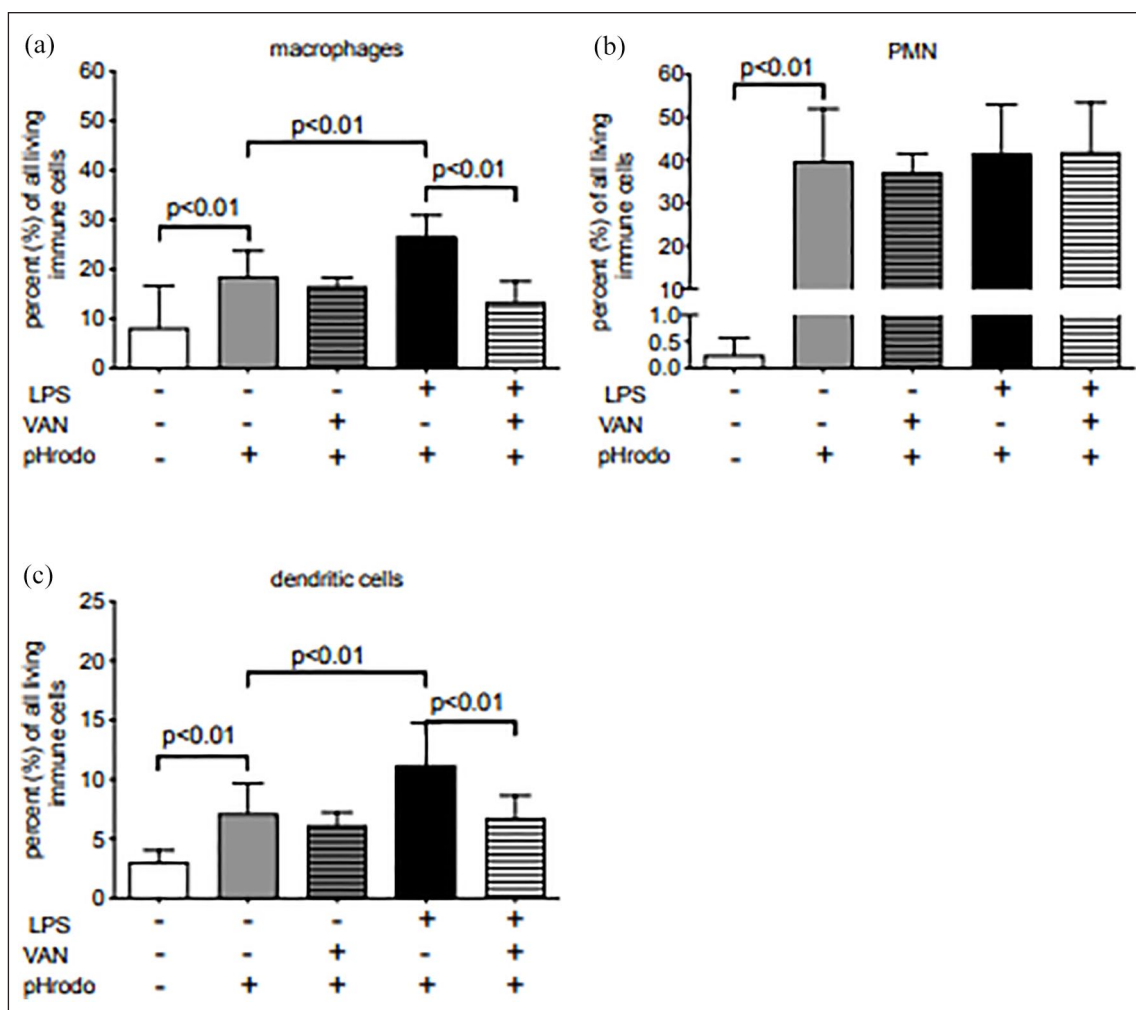 (a)
macrophages
percent (%) of all living
immune cells
60
50
40
30
20
10
0
p<0.01
p<0.01
p<0.01
LPS - - - + +
VAN - - + - +
pHrodo - + + + +
(b)
PMN
percent (%) of all living
immune cells
60
50
40
30
20
10
1.0
0.5
0.0
p<0.01
LPS - - - + +
VAN - - + - +
pHrodo - + + + +
(c)
dendritic cells
percent (%) of all living
immune cells
25
20
15
10
5
0
p<0.01
p<0.01
p<0.01
LPS - - - + +
VAN - - + - +
pHrodo - + + + +